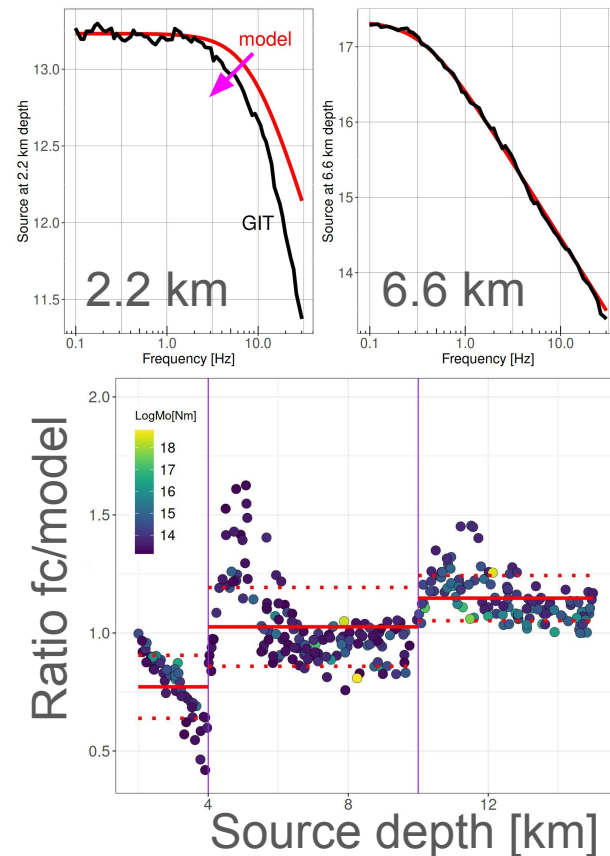 Source at 2.2 km depth
13.5
13.0
12.5
12.0
11.5
model
GIT
2.2 km
0.1
1.0
10.0
Frequency [Hz]
Source at 6.6 km depth
17
16
15
14
6.6 km
0.1
1.0
10.0
Frequency [Hz]
Ratio fc/model
2.0
1.5
1.0
0.5
LogMo[Nm]
18
17
16
15
14
4
8
12
Source depth [km]